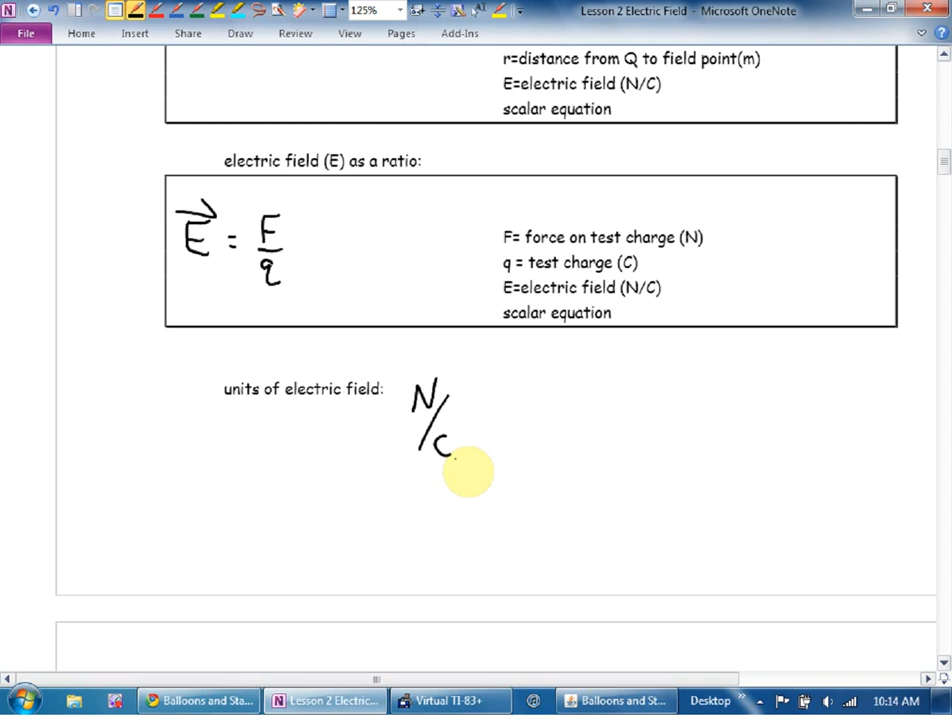 Lesson 2 Electric Field - Microsoft OneNote
125%
File Home Insert Share Draw Review View Pages Add-Ins
r=distance from Q to field point(m)
E=electric field (N/C)
scalar equation
electric field (E) as a ratio:
E = F/q
F= force on test charge (N)
q = test charge (C)
E=electric field (N/C)
scalar equation
units of electric field: N/C
Balloons and Sta... Lesson 2 Electric... Virtual TI-83+ Balloons and St... Desktop 10:14 AM